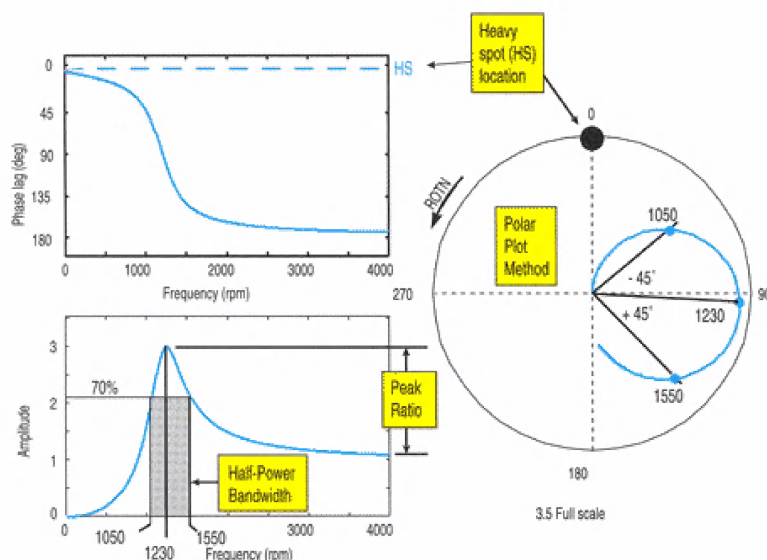 Heavy
spot (HS)
location
0
45
90
135
180
HS
Phase lag (deg)
0
1000
2000
3000
4000
Frequency (rpm)
0
ROTN
Polar
Plot
Method
1050
- 45°
270
+ 45°
1230
1550
180
3.5 Full scale
3
2
1
0
70%
Amplitude
Peak
Ratio
Half-Power
Bandwidth
0
1050
1550
2000
3000
4000
1230
Frequency (rpm)